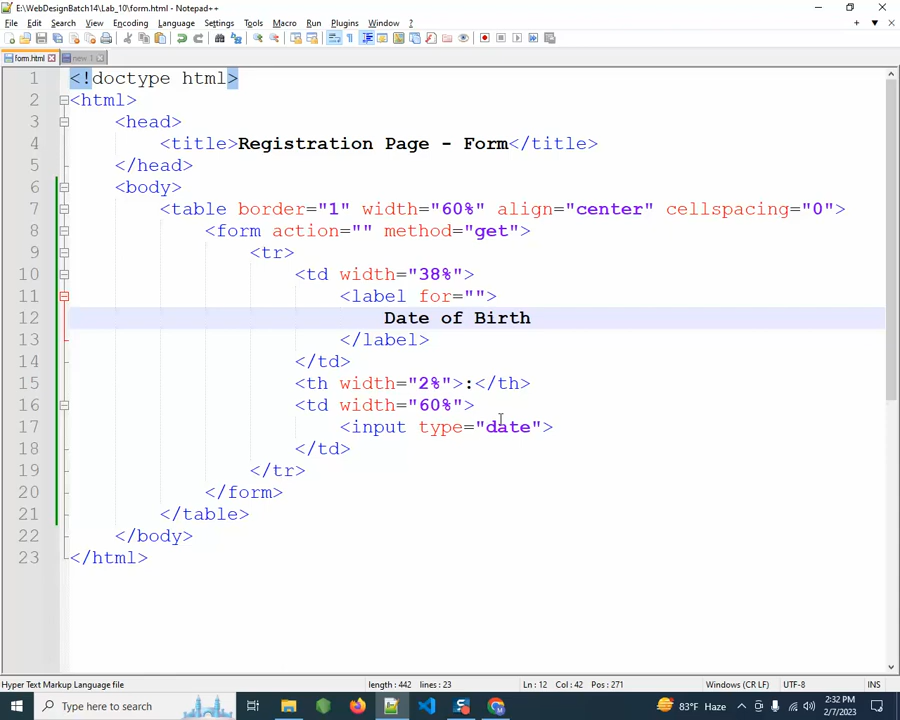 E:\WebDesignBatch14\Lab_10\form.html - Notepad++
File Edit Search View Encoding Language Settings Tools Macro Run Plugins Window ?
form.html new 1
1 <!doctype html>
2 <html>
3 <head>
4 <title>Registration Page - Form</title>
5 </head>
6 <body>
7 <table border="1" width="60%" align="center" cellspacing="0">
8 <form action="" method="get">
9 <tr>
10 <td width="38%">
11 <label for="">
12 Date of Birth
13 </label>
14 </td>
15 <th width="2%">:</th>
16 <td width="60%">
17 <input type="date">
18 </td>
19 </tr>
20 </form>
21 </table>
22 </body>
23 </html>
Hyper Text Markup Language file length : 442 lines : 23 Ln : 12 Col : 42 Pos : 271 Windows (CR LF) UTF-8 INS
Type here to search 83°F Haze 2:32 PM
2/7/2023